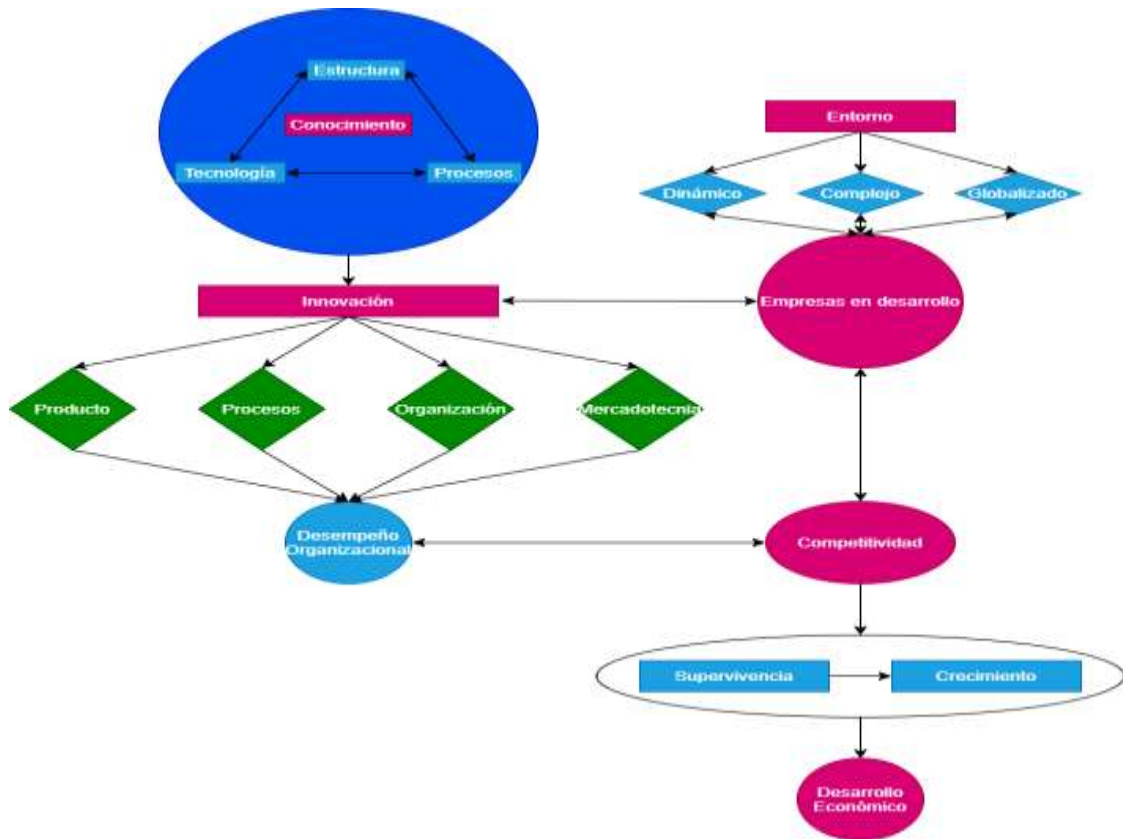 Estructura
Conocimiento
Tecnología
Procesos
Entorno
Dinámico
Complejo
Globalizado
Innovación
Empresas en desarrollo
Producto
Procesos
Organización
Mercadotecnia
Desempeño
Organizacional
Competitividad
Supervivencia
Crecimiento
Desarrollo
Económico